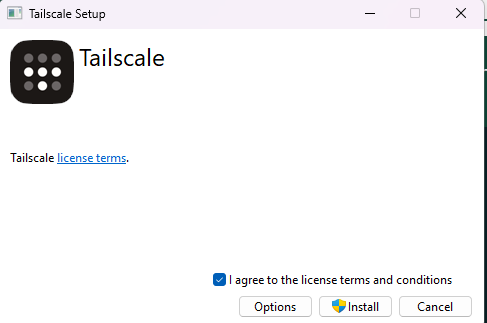 Tailscale Setup
Tailscale
Tailscale license terms.
I agree to the license terms and conditions
Options
Install
Cancel